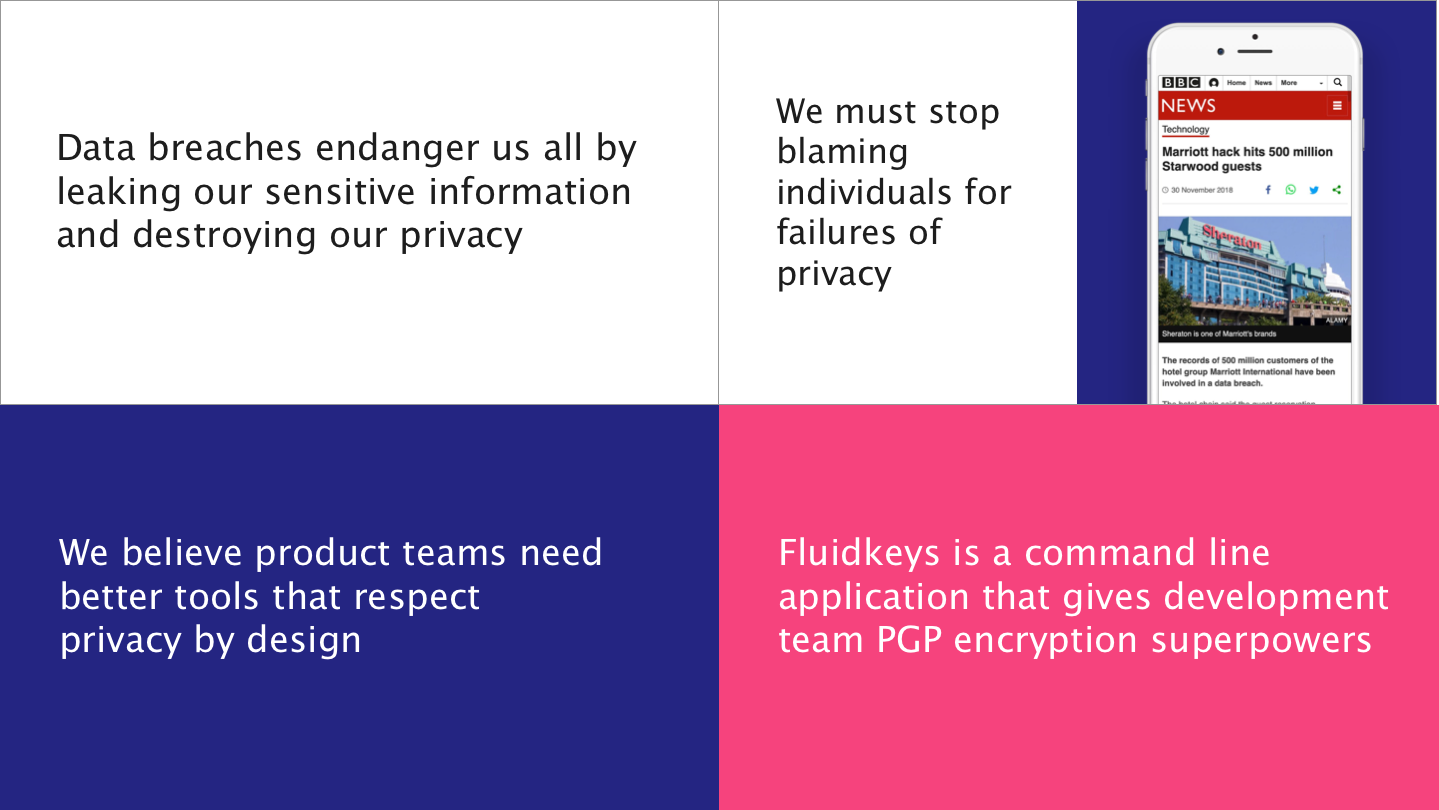 Data breaches endanger us all by
leaking our sensitive information
and destroying our privacy
We must stop
blaming
individuals for
failures of
privacy
BBC Home News More
NEWS
Technology
Marriott hack hits 500 million
Starwood guests
30 November 2018
Sheraton
ALAMY
Sheraton is one of Marriott's brands
The records of 500 million customers of the
hotel group Marriott International have been
involved in a data breach.
We believe product teams need
better tools that respect
privacy by design
Fluidkeys is a command line
application that gives development
team PGP encryption superpowers